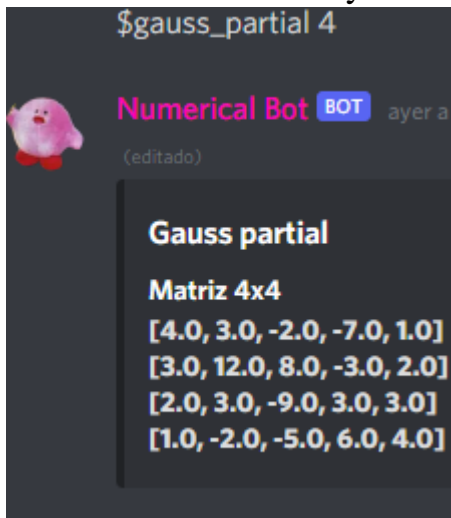 $gauss_partial 4
Numerical Bot BOT ayer a
(editado)
Gauss partial
Matriz 4x4
[4.0, 3.0, -2.0, -7.0, 1.0]
[3.0, 12.0, 8.0, -3.0, 2.0]
[2.0, 3.0, -9.0, 3.0, 3.0]
[1.0, -2.0, -5.0, 6.0, 4.0]